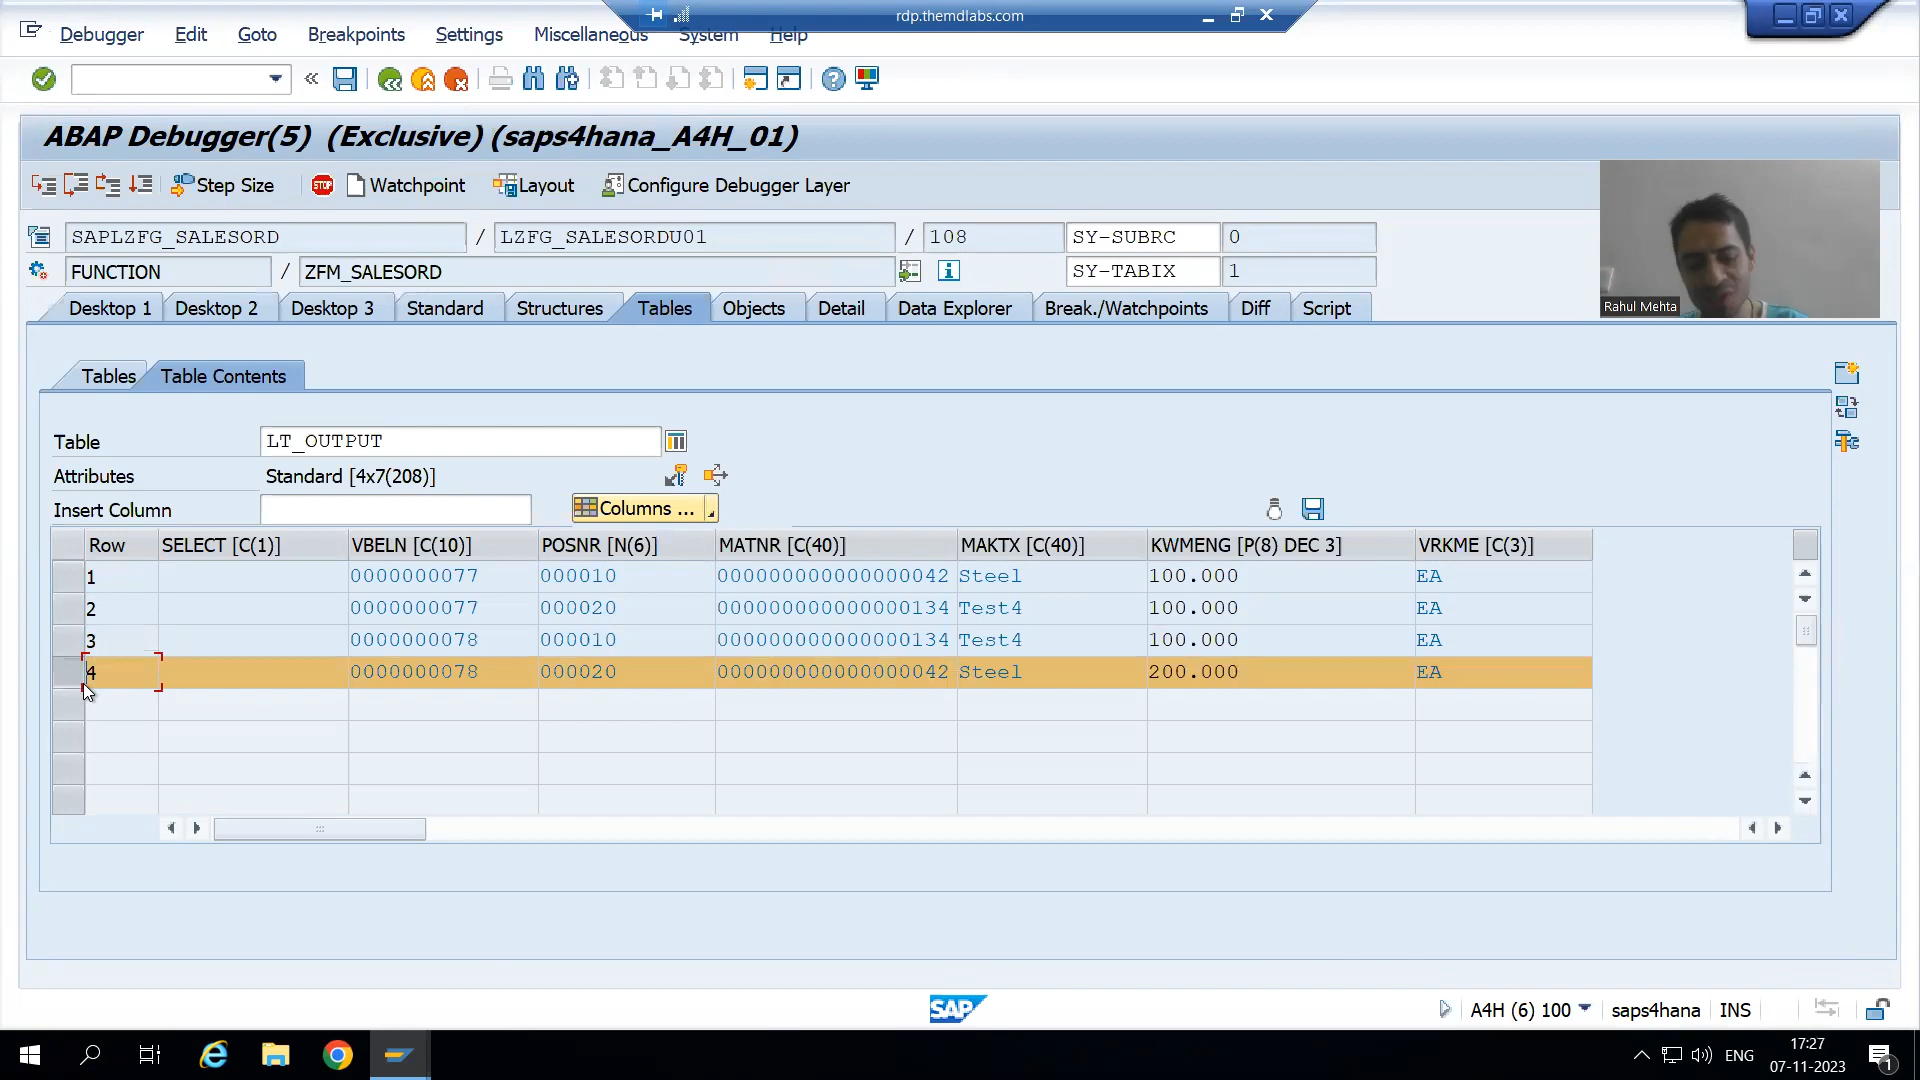 rdp.themdlabs.com
Debugger Edit Goto Breakpoints Settings Miscellaneous System Help
ABAP Debugger(5) (Exclusive) (saps4hana_A4H_01)
Step Size STOP Watchpoint Layout Configure Debugger Layer
SAPLZFG_SALESORD / LZFG_SALESORDU01 / 108 SY-SUBRC 0
FUNCTION / ZFM_SALESORD SY-TABIX 1
Rahul Mehta
Desktop 1 Desktop 2 Desktop 3 Standard Structures Tables Objects Detail Data Explorer Break./Watchpoints Diff Script
Tables Table Contents
Table LT_OUTPUT
Attributes Standard [4x7(208)]
Insert Column Columns ...
Row SELECT [C(1)] VBELN [C(10)] POSNR [N(6)] MATNR [C(40)] MAKTX [C(40)] KWMENG [P(8) DEC 3] VRKME [C(3)]
1 0000000077 000010 000000000000000042 Steel 100.000 EA
2 0000000077 000020 000000000000000134 Test4 100.000 EA
3 0000000078 000010 000000000000000134 Test4 100.000 EA
4 0000000078 000020 000000000000000042 Steel 200.000 EA
SAP A4H (6) 100 saps4hana INS
ENG 17:27
07-11-2023 1